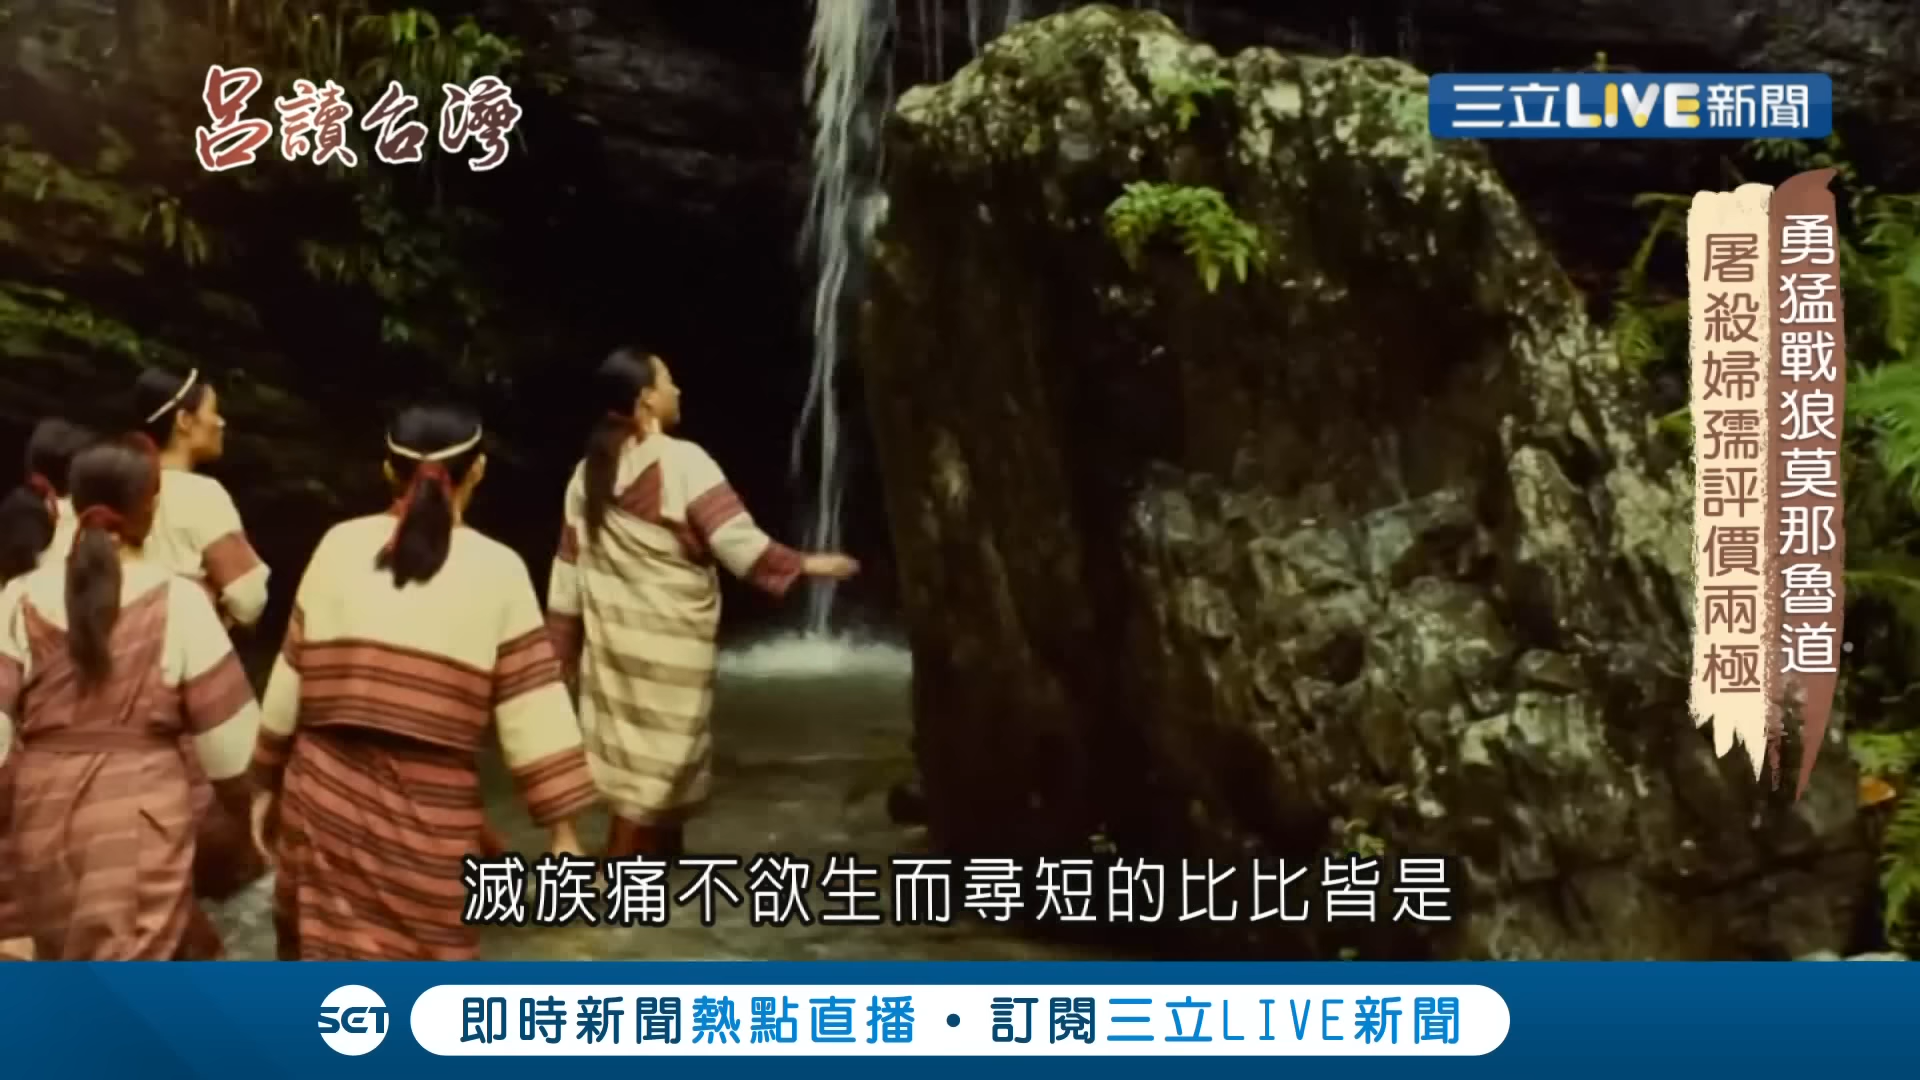 呂讀台灣
三立LIVE新聞
勇猛戰狼莫那魯道
屠殺婦孺評價兩極
滅族痛不欲生而尋短的比比皆是
SET
即時新聞熱點直播・訂閱三立LIVE新聞